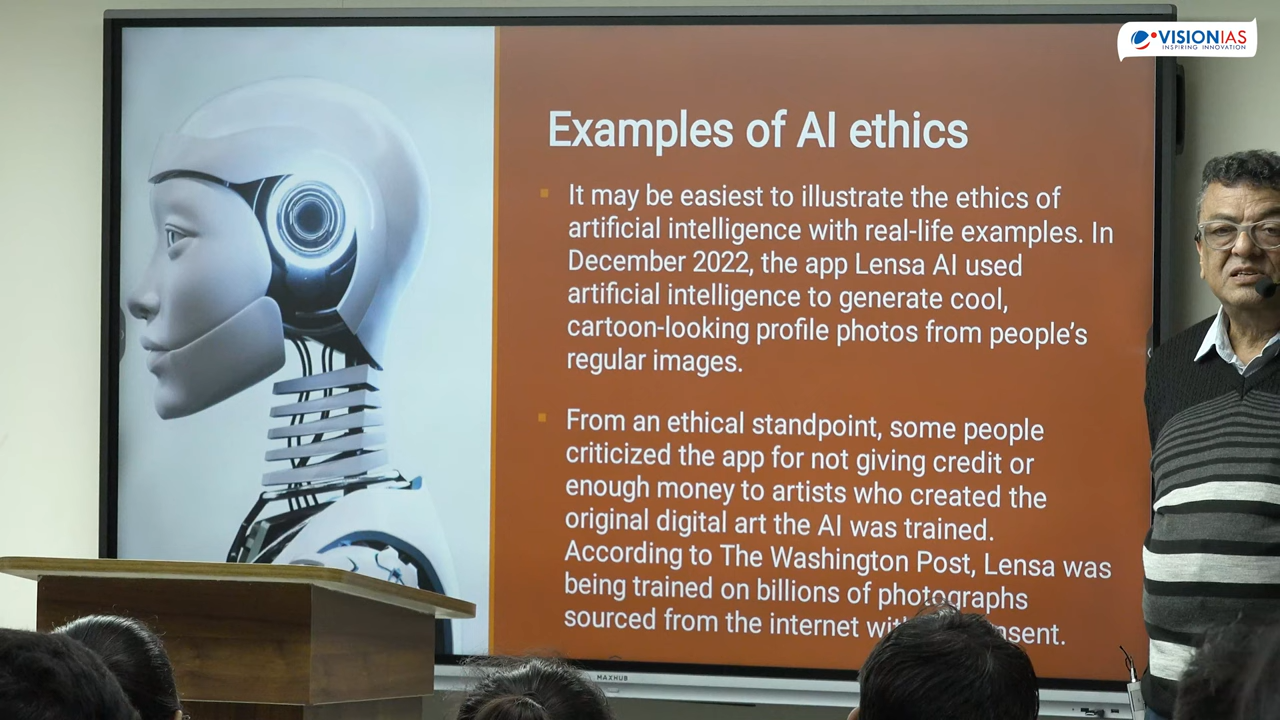 VISIONIAS
INSPIRING INNOVATION
Examples of AI ethics
It may be easiest to illustrate the ethics of
artificial intelligence with real-life examples. In
December 2022, the app Lensa AI used
artificial intelligence to generate cool,
cartoon-looking profile photos from people’s
regular images.
From an ethical standpoint, some people
criticized the app for not giving credit or
enough money to artists who created the
original digital art the AI was trained.
According to The Washington Post, Lensa was
being trained on billions of photographs
sourced from the internet
MAXHUB